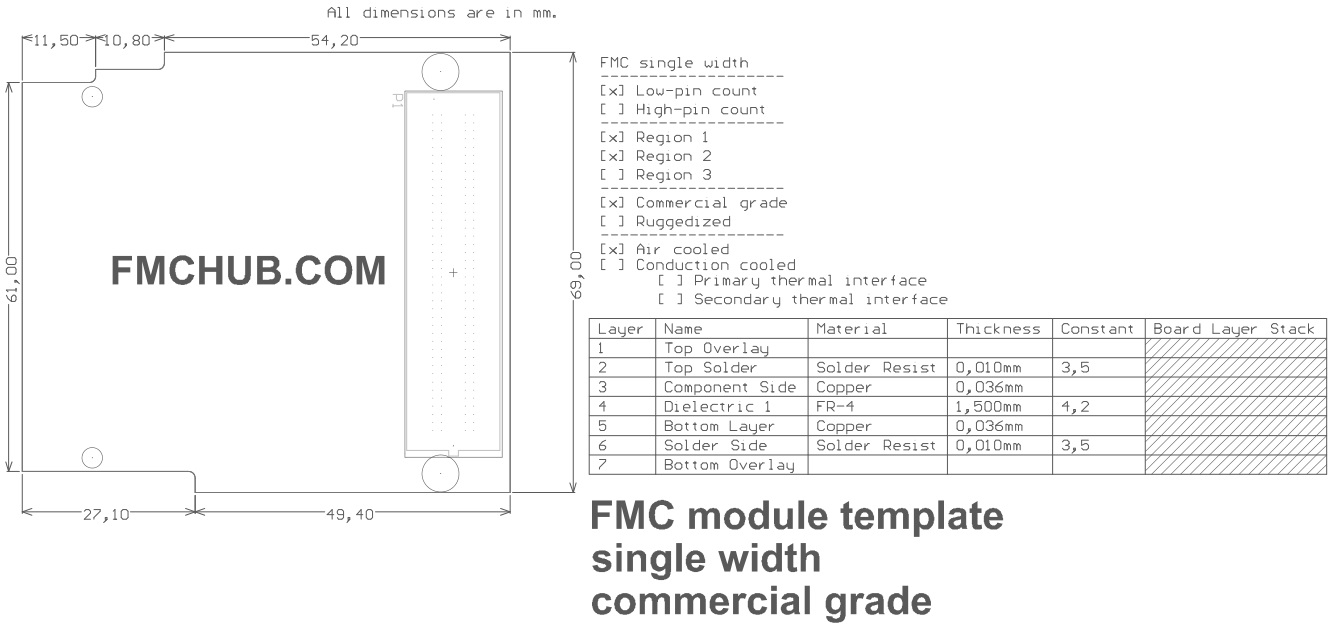 All dimensions are in mm.
11,50 10,80 54,20
P1
61,00
FMCHUB.COM
69,00
27,10 49,40
FMC single width
--------------------
[x] Low-pin count
[ ] High-pin count
--------------------
[x] Region 1
[x] Region 2
[ ] Region 3
--------------------
[x] Commercial grade
[ ] Ruggedized
--------------------
[x] Air cooled
[ ] Conduction cooled
[ ] Primary thermal interface
[ ] Secondary thermal interface
Layer Name Material Thickness Constant Board Layer Stack
1 Top Overlay
2 Top Solder Solder Resist 0,010mm 3,5
3 Component Side Copper 0,036mm
4 Dielectric 1 FR-4 1,500mm 4,2
5 Bottom Layer Copper 0,036mm
6 Solder Side Solder Resist 0,010mm 3,5
7 Bottom Overlay
FMC module template
single width
commercial grade